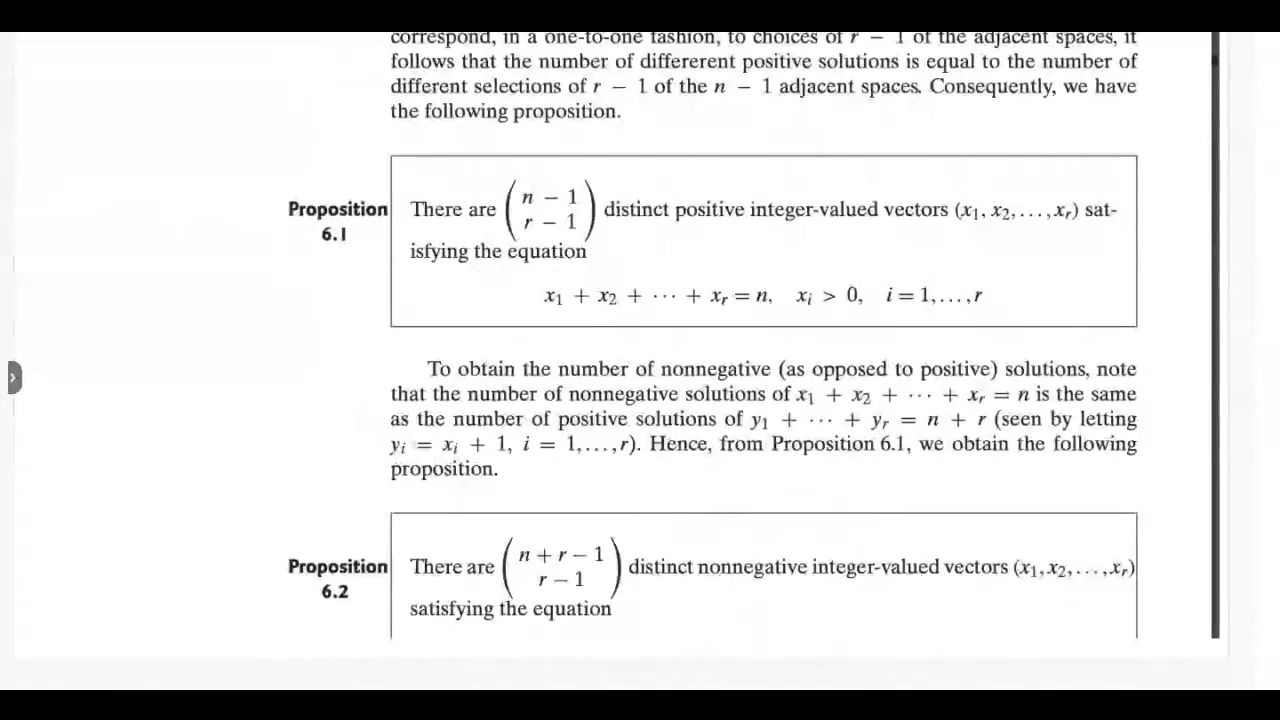 correspond, in a one-to-one fashion, to choices of r − 1 of the adjacent spaces, it
follows that the number of differerent positive solutions is equal to the number of
different selections of r − 1 of the n − 1 adjacent spaces. Consequently, we have
the following proposition.
Proposition 6.1
There are (n − 1 r − 1) distinct positive integer-valued vectors (x₁, x₂, . . . , xᵣ) sat-
isfying the equation
x₁ + x₂ + ··· + xᵣ = n, xᵢ > 0, i = 1, . . . , r
To obtain the number of nonnegative (as opposed to positive) solutions, note
that the number of nonnegative solutions of x₁ + x₂ + ··· + xᵣ = n is the same
as the number of positive solutions of y₁ + ··· + yᵣ = n + r (seen by letting
yᵢ = xᵢ + 1, i = 1, . . . , r). Hence, from Proposition 6.1, we obtain the following
proposition.
Proposition 6.2
There are (n + r − 1 r − 1) distinct nonnegative integer-valued vectors (x₁, x₂, . . . , xᵣ)
satisfying the equation